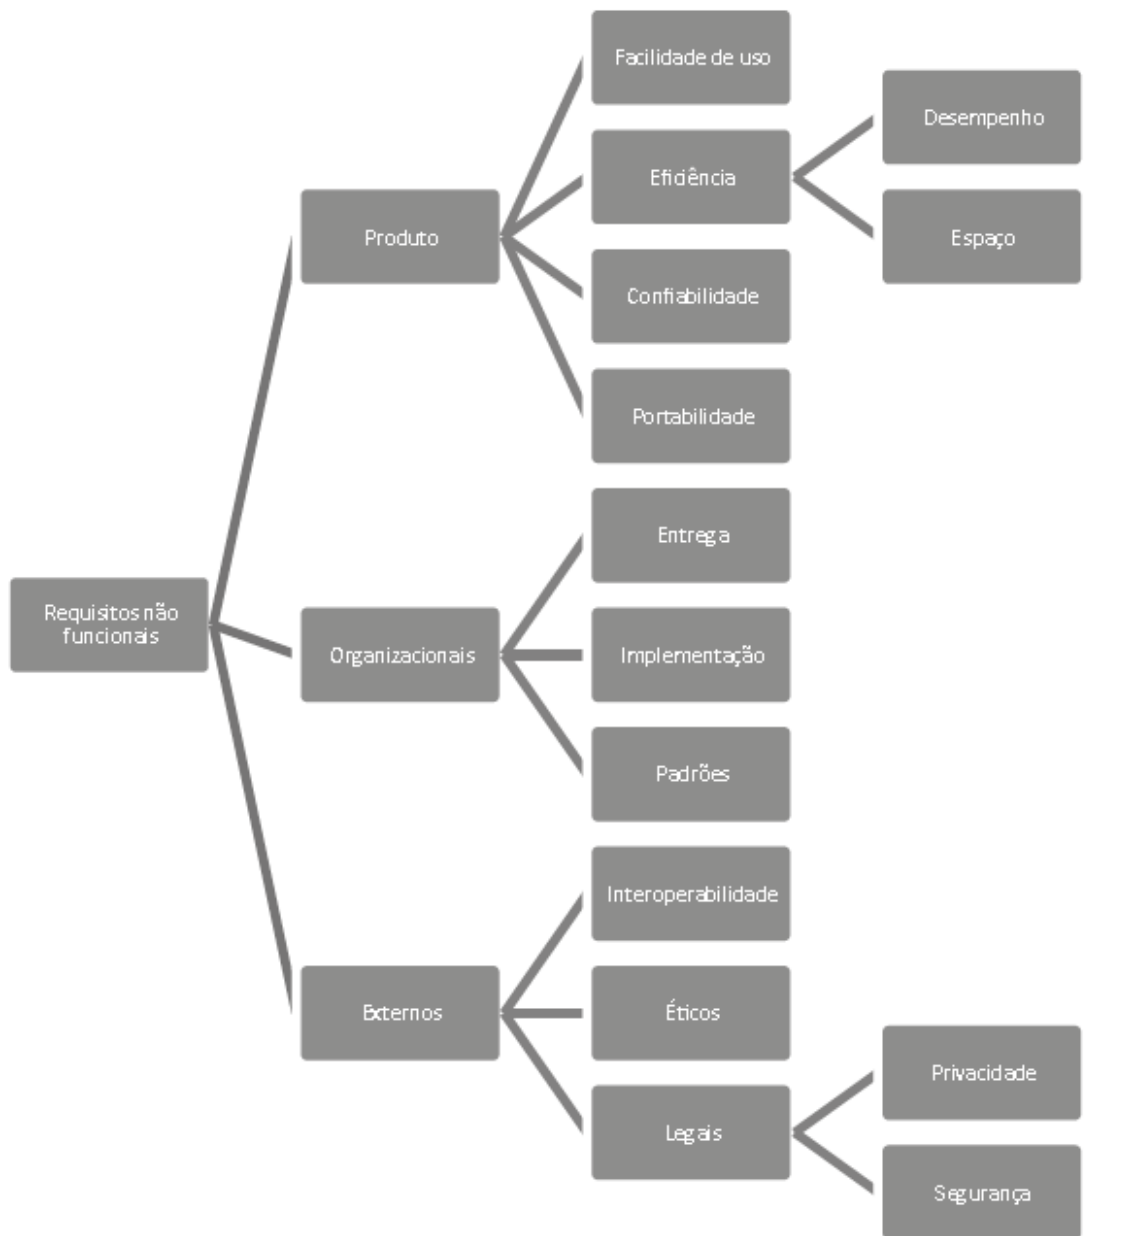 Facilidade de uso
Desempenho
Eficiência
Espaço
Produto
Confiabilidade
Portabilidade
Entrega
Requisitos não
funcionais
Organizacionais
Implementação
Padrões
Interoperabilidade
Externos
Éticos
Privacidade
Legais
Segurança